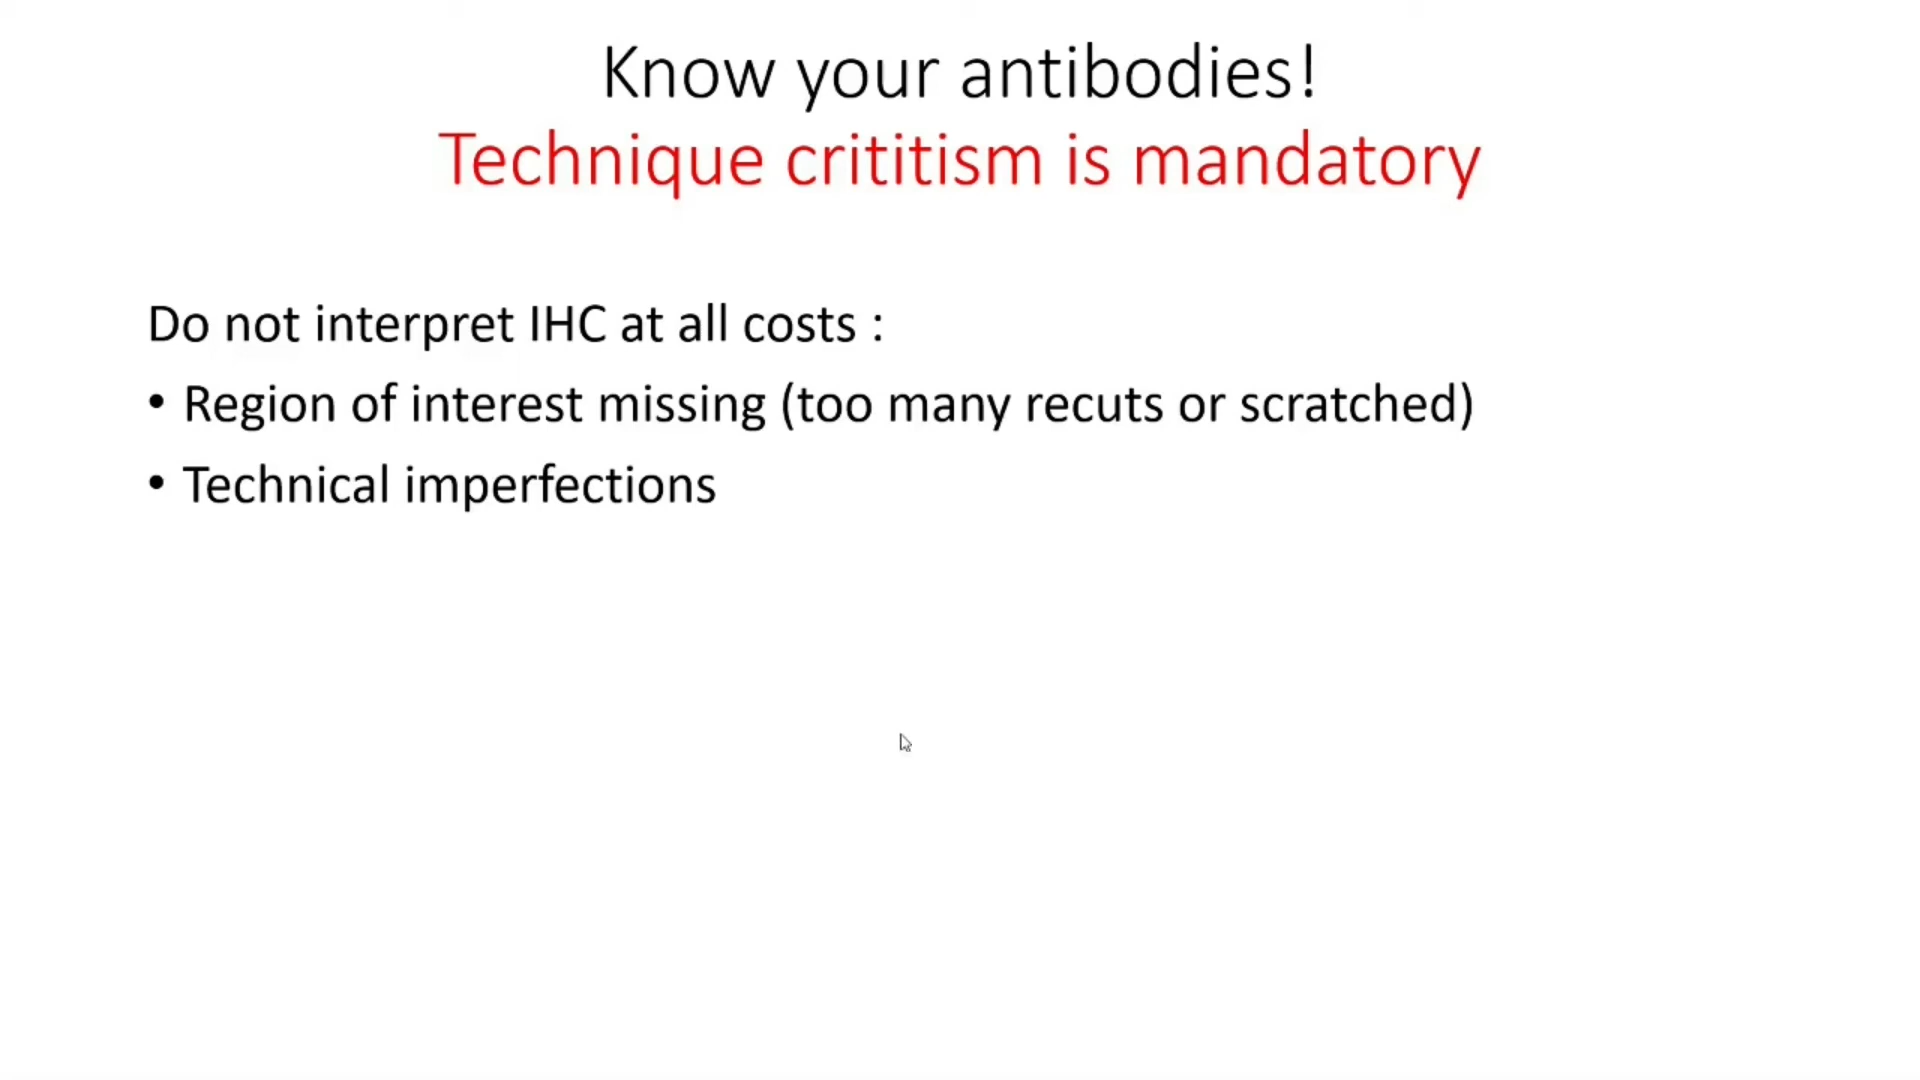 Know your antibodies!
Technique crititism is mandatory
Do not interpret IHC at all costs :
• Region of interest missing (too many recuts or scratched)
• Technical imperfections